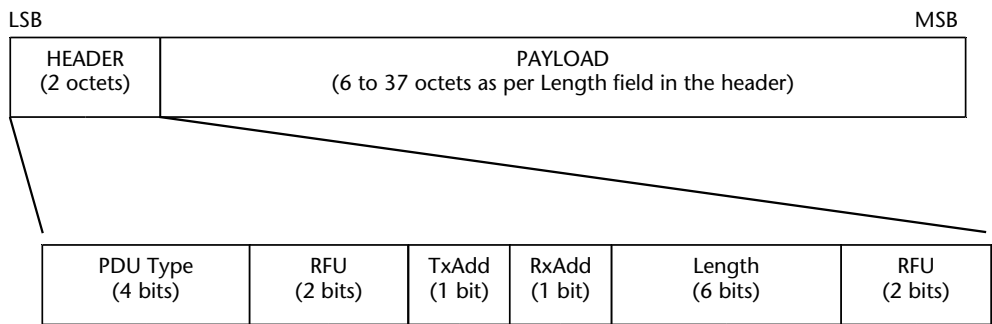 LSB MSB
HEADER PAYLOAD
(2 octets) (6 to 37 octets as per Length field in the header)
PDU Type RFU TxAdd RxAdd Length RFU
(4 bits) (2 bits) (1 bit) (1 bit) (6 bits) (2 bits)